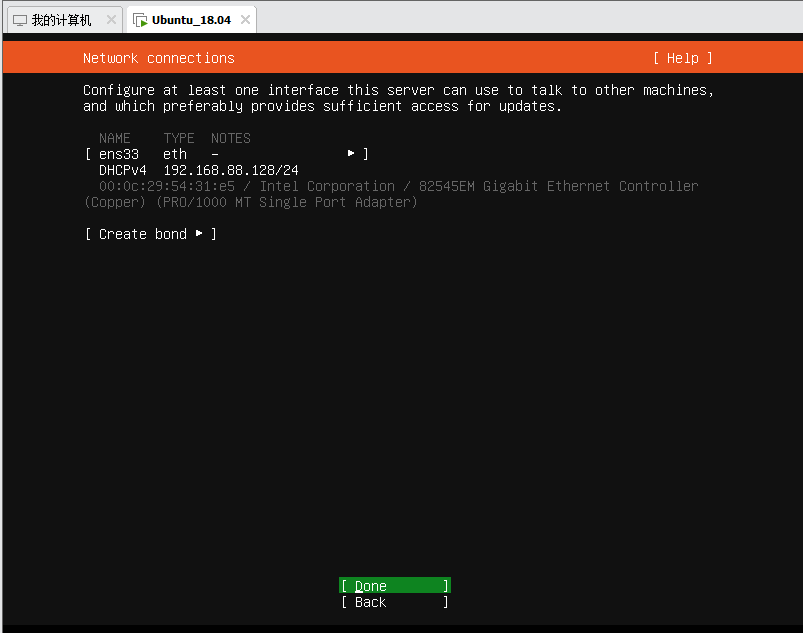 我的计算机 Ubuntu_18.04
Network connections [ Help ]
Configure at least one interface this server can use to talk to other machines,
and which preferably provides sufficient access for updates.
NAME TYPE NOTES
[ ens33 eth – ▸ ]
DHCPv4 192.168.88.128/24
00:0c:29:54:31:e5 / Intel Corporation / 82545EM Gigabit Ethernet Controller
(Copper) (PRO/1000 MT Single Port Adapter)
[ Create bond ▸ ]
[ Done ]
[ Back ]